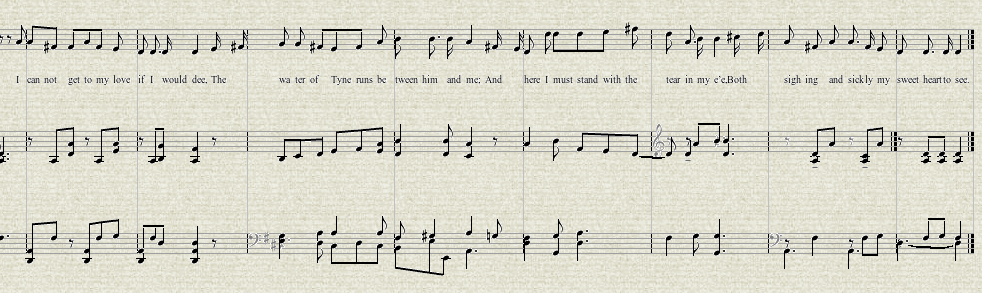 I can not get to my love if I would dee, The wa ter of Tyne runs be tween him and me; And here I must stand with the tear in my e'e, Both sigh ing and sickly my sweet heart to see.